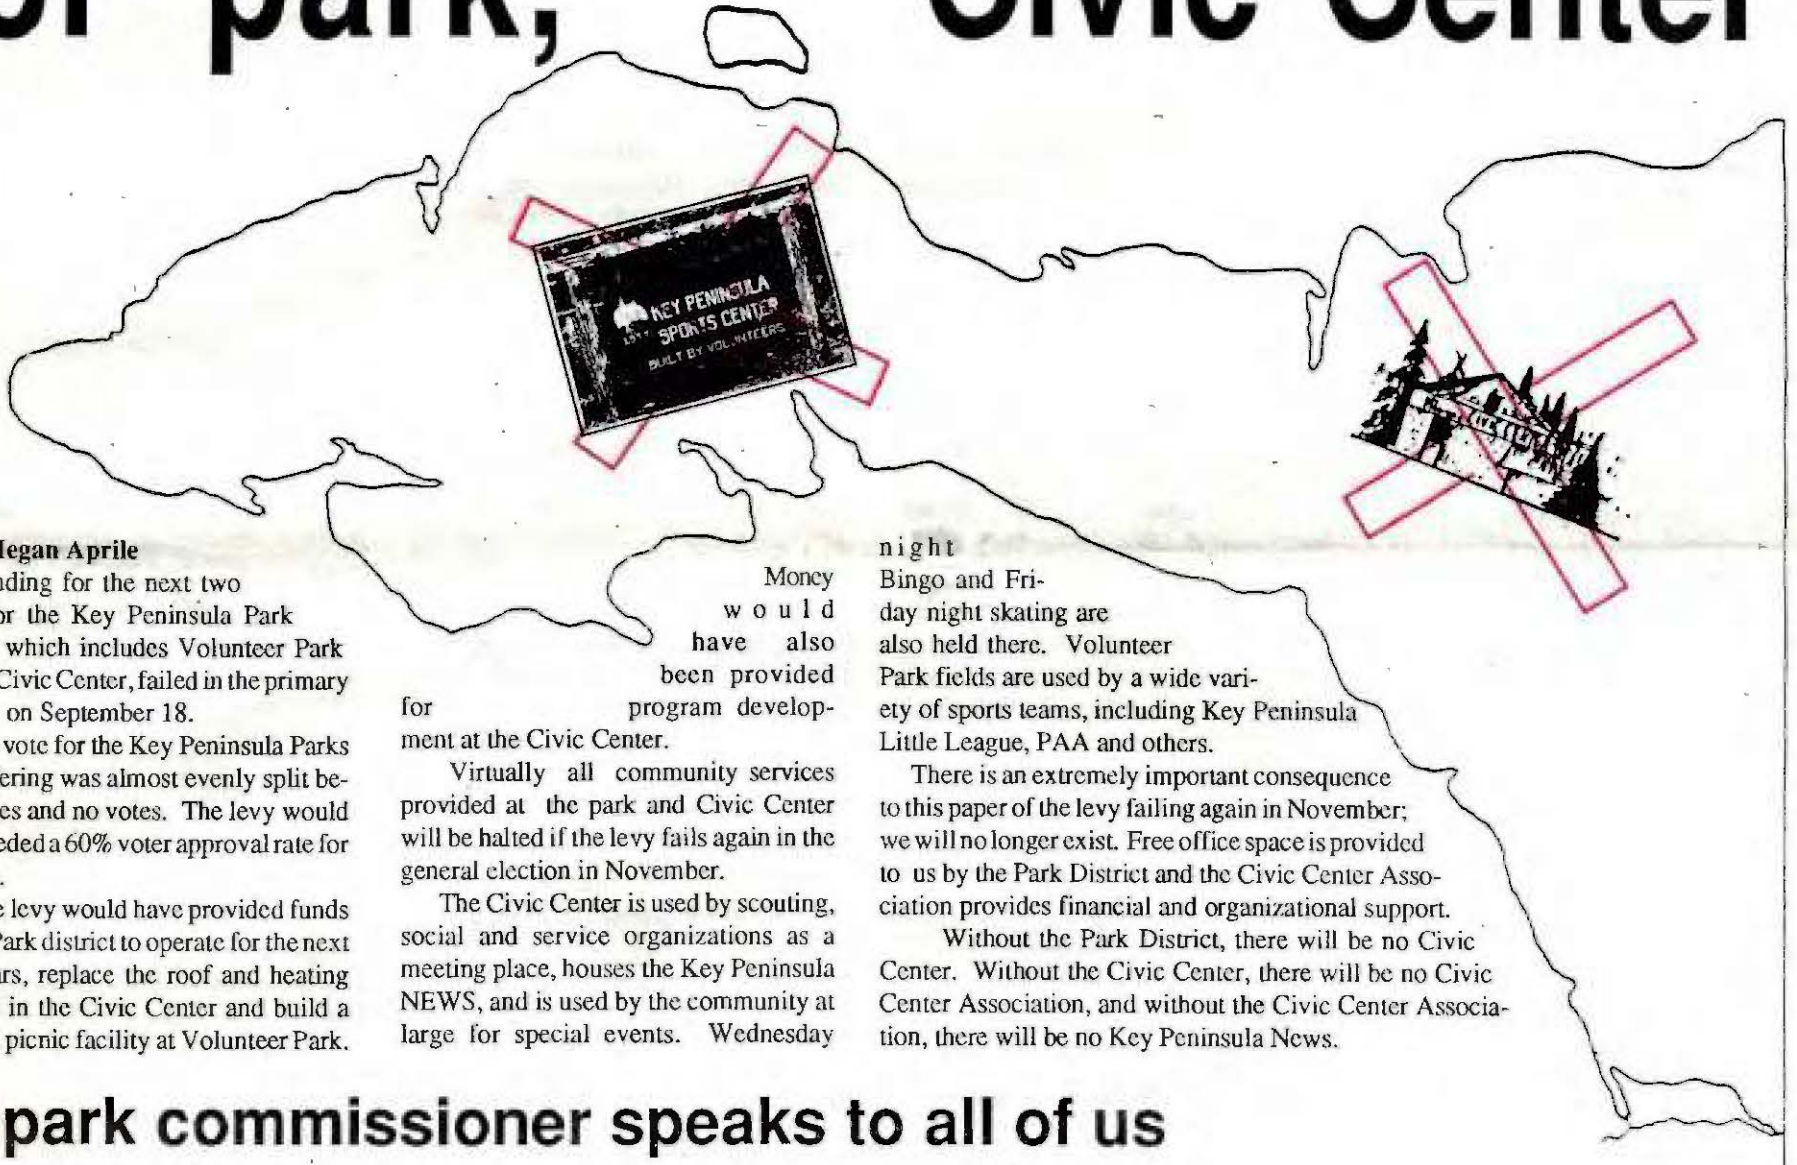 or park, Civic Center
KEY PENINSULA
SPORTS CENTER
BUILT BY VOLUNTEERS
egan Aprile
ding for the next two
or the Key Peninsula Park
which includes Volunteer Park
Civic Center, failed in the primary
on September 18.
vote for the Key Peninsula Parks
ering was almost evenly split be-
es and no votes. The levy would
eded a 60% voter approval rate for
.
e levy would have provided funds
Park district to operate for the next
rs, replace the roof and heating
in the Civic Center and build a
picnic facility at Volunteer Park.
Money
would
have also
been provided
for program develop-
ment at the Civic Center.
Virtually all community services
provided at the park and Civic Center
will be halted if the levy fails again in the
general election in November.
The Civic Center is used by scouting,
social and service organizations as a
meeting place, houses the Key Peninsula
NEWS, and is used by the community at
large for special events. Wednesday
night
Bingo and Fri-
day night skating are
also held there. Volunteer
Park fields are used by a wide vari-
ety of sports teams, including Key Peninsula
Little League, PAA and others.
There is an extremely important consequence
to this paper of the levy failing again in November;
we will no longer exist. Free office space is provided
to us by the Park District and the Civic Center Asso-
ciation provides financial and organizational support.
Without the Park District, there will be no Civic
Center. Without the Civic Center, there will be no Civic
Center Association, and without the Civic Center Associa-
tion, there will be no Key Peninsula News.
park commissioner speaks to all of us